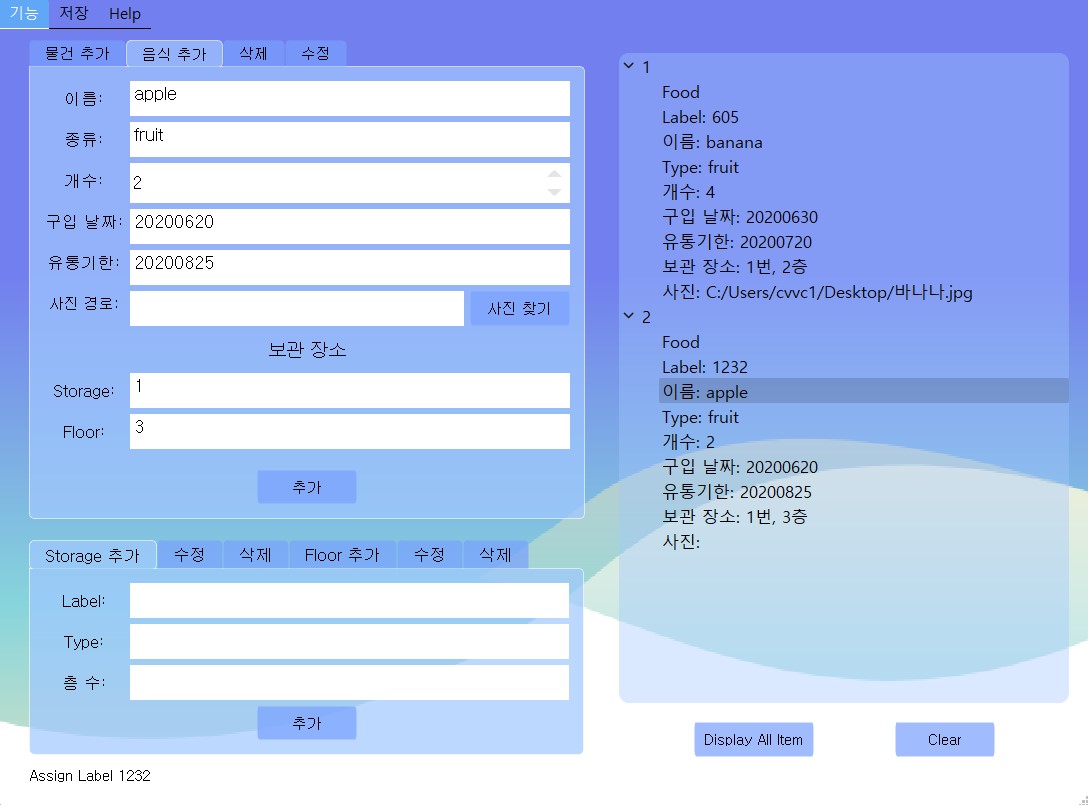 기능 저장 Help
물건 추가 음식 추가 삭제 수정
이름: apple
종류: fruit
개수: 2
구입 날짜: 20200620
유통기한: 20200825
사진 경로: 사진 찾기
보관 장소
Storage: 1
Floor: 3
추가
Storage 추가 수정 삭제 Floor 추가 수정 삭제
Label:
Type:
층 수:
추가
Assign Label 1232
1
Food
Label: 605
이름: banana
Type: fruit
개수: 4
구입 날짜: 20200630
유통기한: 20200720
보관 장소: 1번, 2층
사진: C:/Users/cvvc1/Desktop/바나나.jpg
2
Food
Label: 1232
이름: apple
Type: fruit
개수: 2
구입 날짜: 20200620
유통기한: 20200825
보관 장소: 1번, 3층
사진:
Display All Item Clear